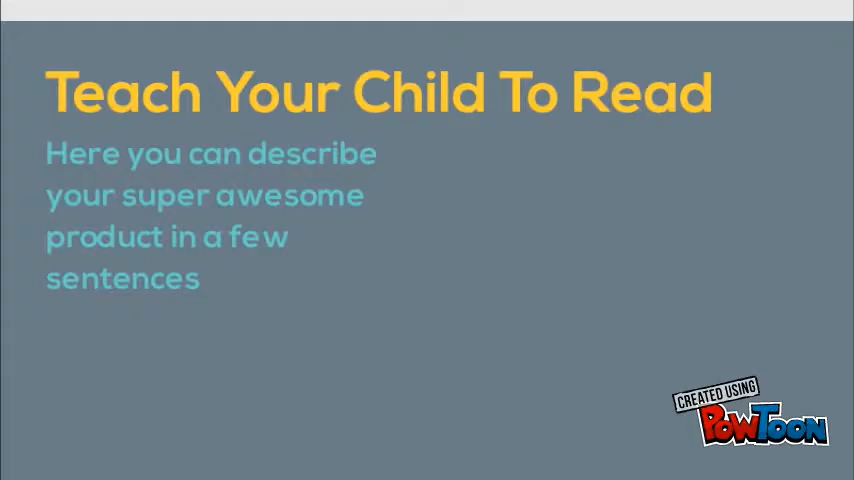 Teach Your Child To Read
Here you can describe
your super awesome
product in a few
sentences
CREATED USING
POWTOON